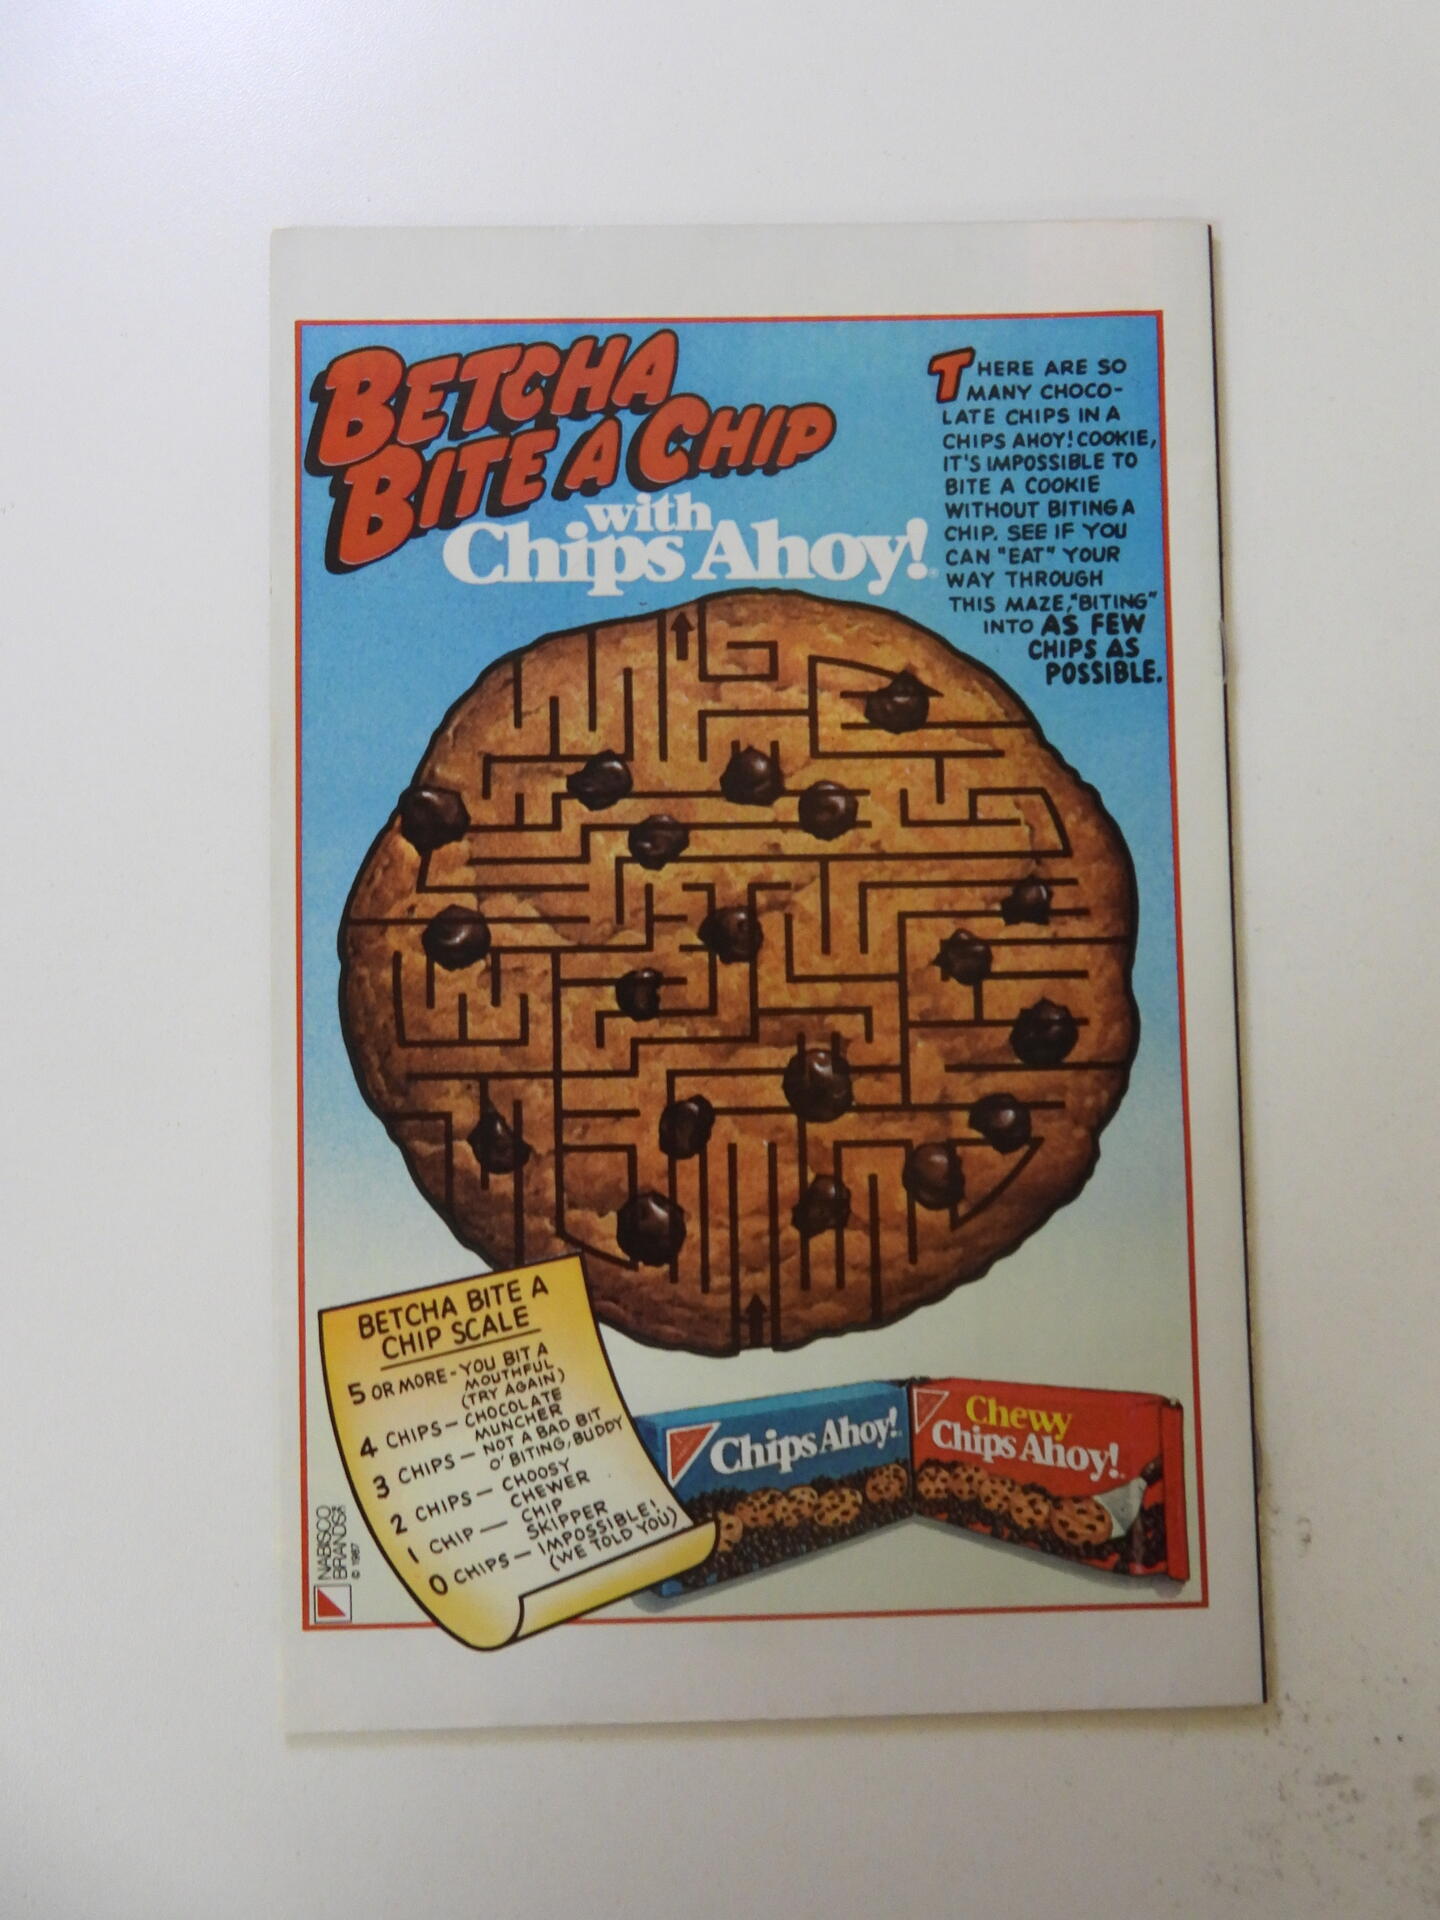 BETCHA
BITE A CHIP
with
Chips Ahoy!
THERE ARE SO
MANY CHOCO-
LATE CHIPS IN A
CHIPS AHOY! COOKIE,
IT'S IMPOSSIBLE TO
BITE A COOKIE
WITHOUT BITING A
CHIP. SEE IF YOU
CAN "EAT" YOUR
WAY THROUGH
THIS MAZE, "BITING"
INTO AS FEW
CHIPS AS
POSSIBLE.
BETCHA BITE A
CHIP SCALE
5 OR MORE - YOU BIT A
MOUTHFUL
(TRY AGAIN)
4 CHIPS - CHOCOLATE
MUNCHER
3 CHIPS - NOT A BAD BIT
O' BITING, BUDDY
2 CHIPS - CHOOSY
CHEWER
1 CHIP - CHIP
SKIPPER
0 CHIPS - IMPOSSIBLE!
(WE TOLD YOU)
Chips Ahoy!
Chewy
Chips Ahoy!
NABISCO
BRANDS
© 1987